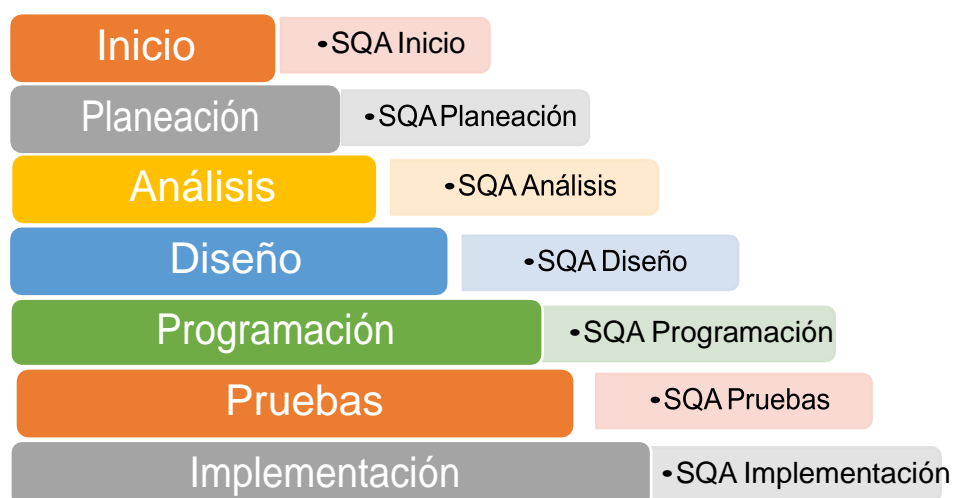 Inicio •SQA Inicio
Planeación •SQA Planeación
Análisis •SQA Análisis
Diseño •SQA Diseño
Programación •SQA Programación
Pruebas •SQA Pruebas
Implementación •SQA Implementación